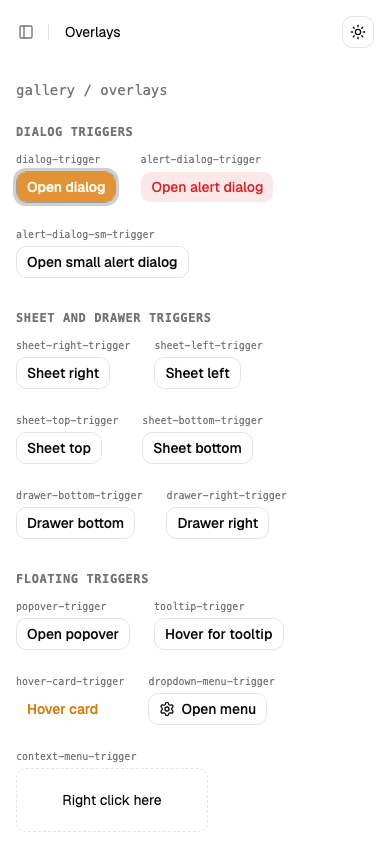 Overlays
gallery / overlays
DIALOG TRIGGERS
dialog-trigger alert-dialog-trigger
Open dialog Open alert dialog
alert-dialog-sm-trigger
Open small alert dialog
SHEET AND DRAWER TRIGGERS
sheet-right-trigger sheet-left-trigger
Sheet right Sheet left
sheet-top-trigger sheet-bottom-trigger
Sheet top Sheet bottom
drawer-bottom-trigger drawer-right-trigger
Drawer bottom Drawer right
FLOATING TRIGGERS
popover-trigger tooltip-trigger
Open popover Hover for tooltip
hover-card-trigger dropdown-menu-trigger
Hover card Open menu
context-menu-trigger
Right click here